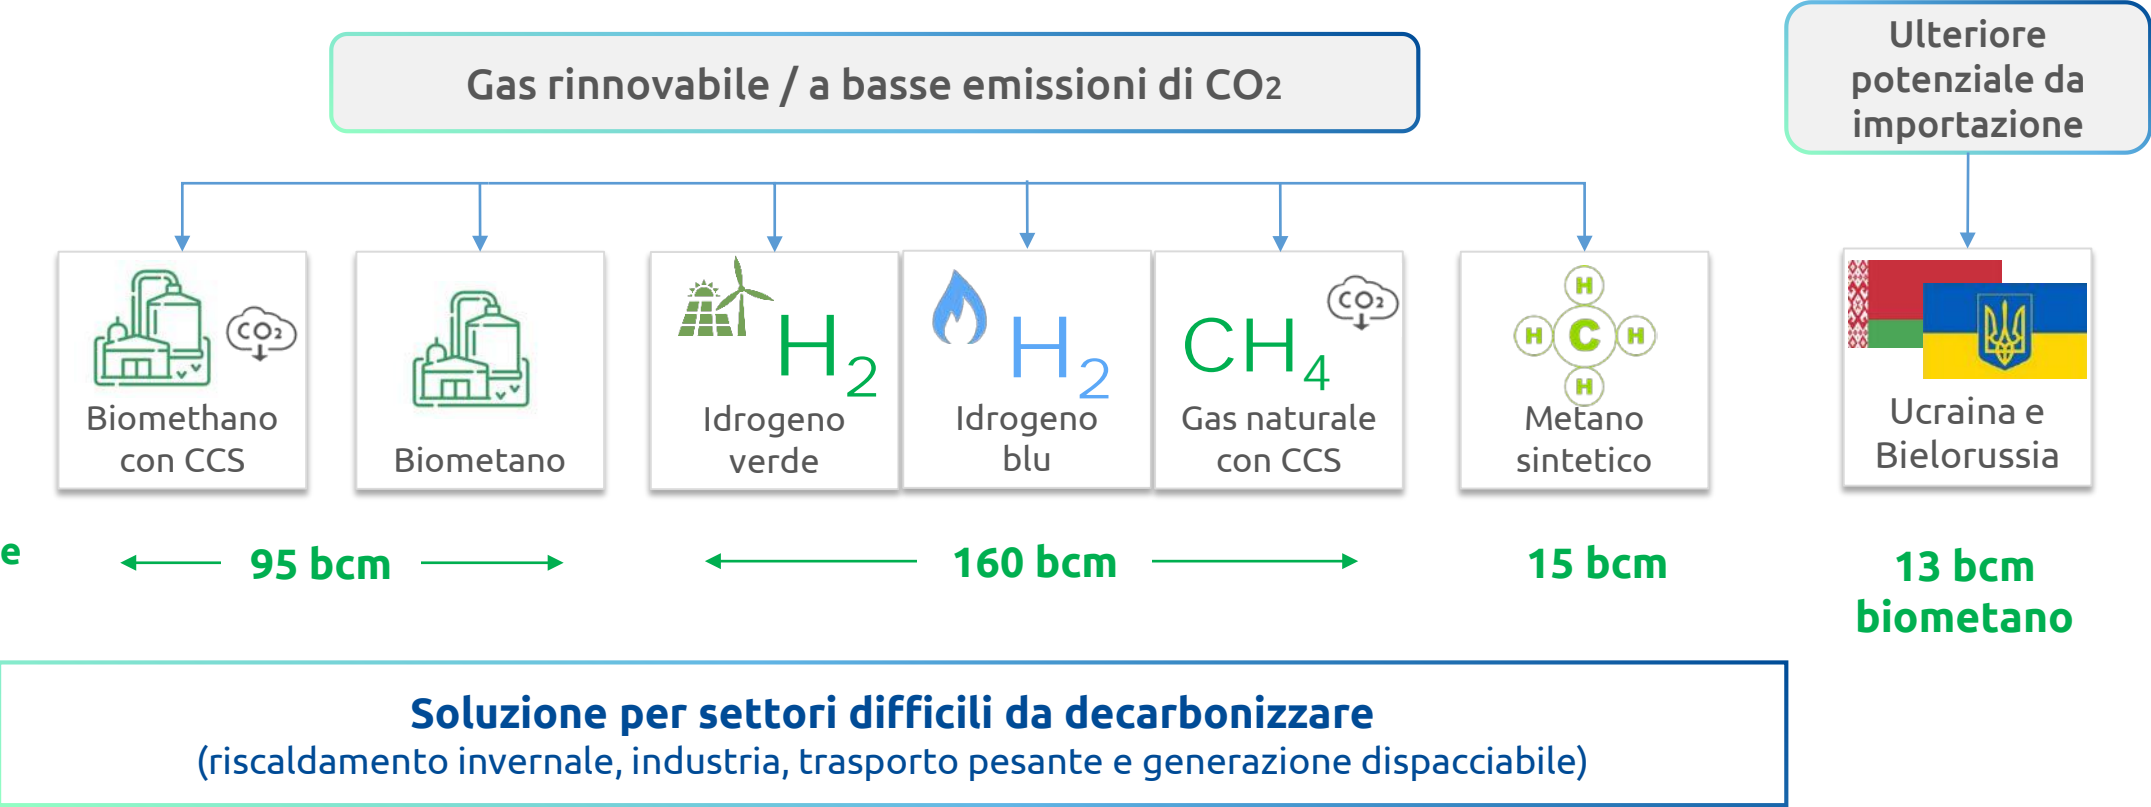 Gas rinnovabile / a basse emissioni di CO2
Ulteriore
potenziale da
importazione
CO2
Biomethano
con CCS
Biometano
H2
Idrogeno
verde
H2
Idrogeno
blu
CO2
CH4
Gas naturale
con CCS
H
H C H
H
Metano
sintetico
Ucraina e
Bielorussia
e
95 bcm
160 bcm
15 bcm
13 bcm
biometano
Soluzione per settori difficili da decarbonizzare
(riscaldamento invernale, industria, trasporto pesante e generazione dispacciabile)